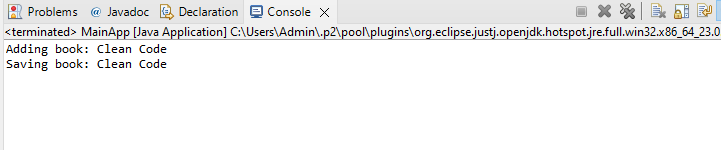 Problems @ Javadoc Declaration Console
<terminated> MainApp [Java Application] C:\Users\Admin\.p2\pool\plugins\org.eclipse.justj.openjdk.hotspot.jre.full.win32.x86_64_23.0
Adding book: Clean Code
Saving book: Clean Code